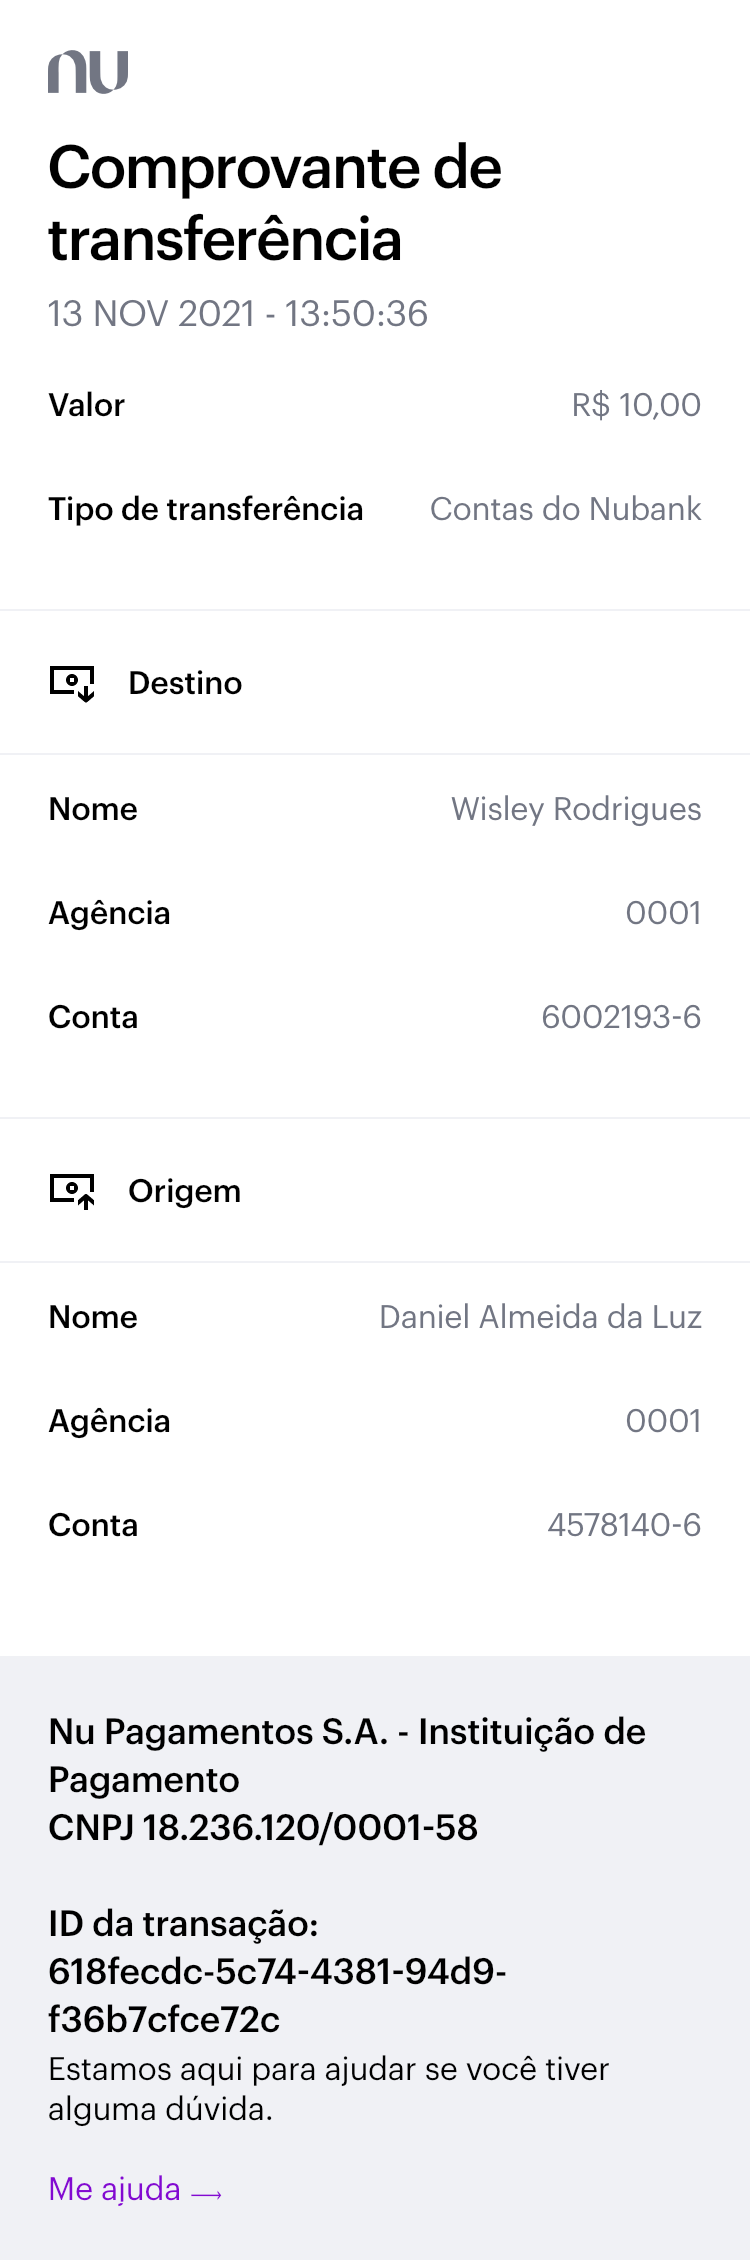 nu
Comprovante de
transferência
13 NOV 2021 - 13:50:36
Valor R$ 10,00
Tipo de transferência Contas do Nubank
Destino
Nome Wisley Rodrigues
Agência 0001
Conta 6002193-6
Origem
Nome Daniel Almeida da Luz
Agência 0001
Conta 4578140-6
Nu Pagamentos S.A. - Instituição de
Pagamento
CNPJ 18.236.120/0001-58
ID da transação:
618fecdc-5c74-4381-94d9-
f36b7cfce72c
Estamos aqui para ajudar se você tiver
alguma dúvida.
Me ajuda →